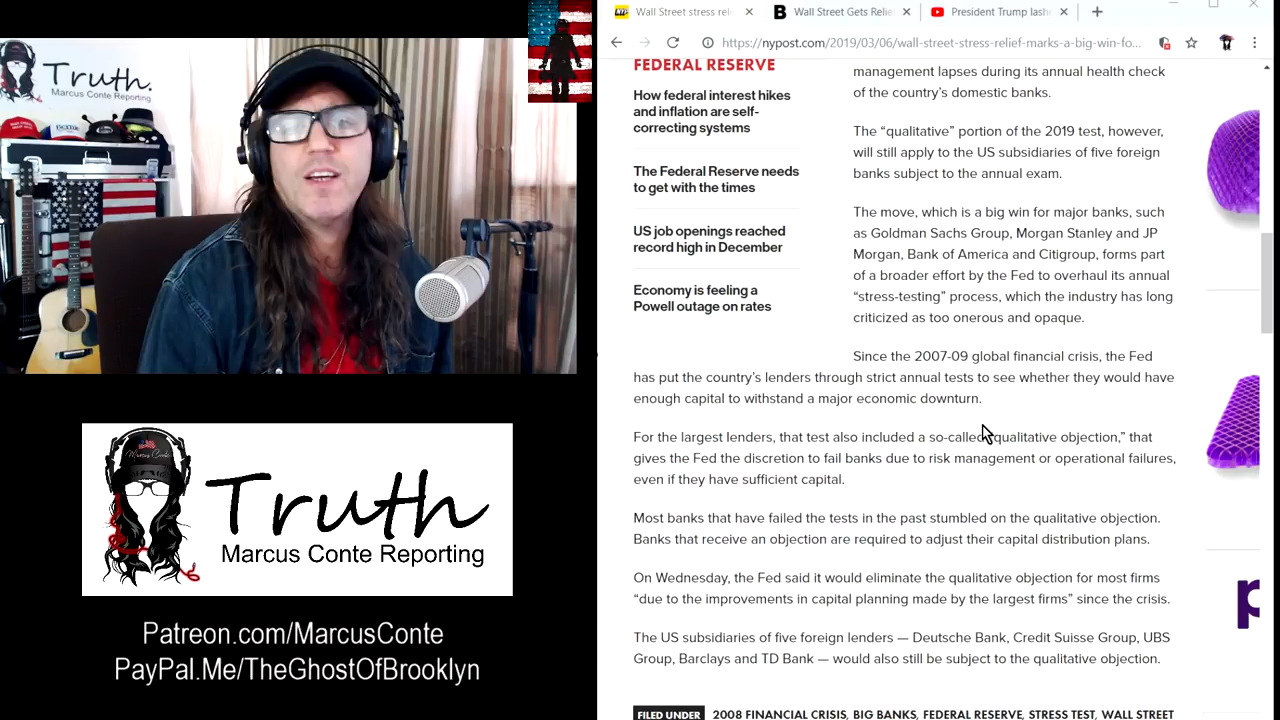 Truth.
Marcus Conte Reporting
Bernie
Marcus Conte
Truth
Marcus Conte Reporting
Patreon.com/MarcusConte
PayPal.Me/TheGhostOfBrooklyn
Wall Street stress rel
Wall Street Gets Relie
President Trump lashe
https://nypost.com/2019/03/06/wall-street-stress-relief-marks-a-big-win-fo...
FEDERAL RESERVE
How federal interest hikes
and inflation are self-
correcting systems
The Federal Reserve needs
to get with the times
US job openings reached
record high in December
Economy is feeling a
Powell outage on rates
management lapses during its annual health check
of the country’s domestic banks.
The “qualitative” portion of the 2019 test, however,
will still apply to the US subsidiaries of five foreign
banks subject to the annual exam.
The move, which is a big win for major banks, such
as Goldman Sachs Group, Morgan Stanley and JP
Morgan, Bank of America and Citigroup, forms part
of a broader effort by the Fed to overhaul its annual
“stress-testing” process, which the industry has long
criticized as too onerous and opaque.
Since the 2007-09 global financial crisis, the Fed
has put the country’s lenders through strict annual tests to see whether they would have
enough capital to withstand a major economic downturn.
For the largest lenders, that test also included a so-called “qualitative objection,” that
gives the Fed the discretion to fail banks due to risk management or operational failures,
even if they have sufficient capital.
Most banks that have failed the tests in the past stumbled on the qualitative objection.
Banks that receive an objection are required to adjust their capital distribution plans.
On Wednesday, the Fed said it would eliminate the qualitative objection for most firms
“due to the improvements in capital planning made by the largest firms” since the crisis.
The US subsidiaries of five foreign lenders — Deutsche Bank, Credit Suisse Group, UBS
Group, Barclays and TD Bank — would also still be subject to the qualitative objection.
FILED UNDER 2008 FINANCIAL CRISIS, BIG BANKS, FEDERAL RESERVE, STRESS TEST, WALL STREET